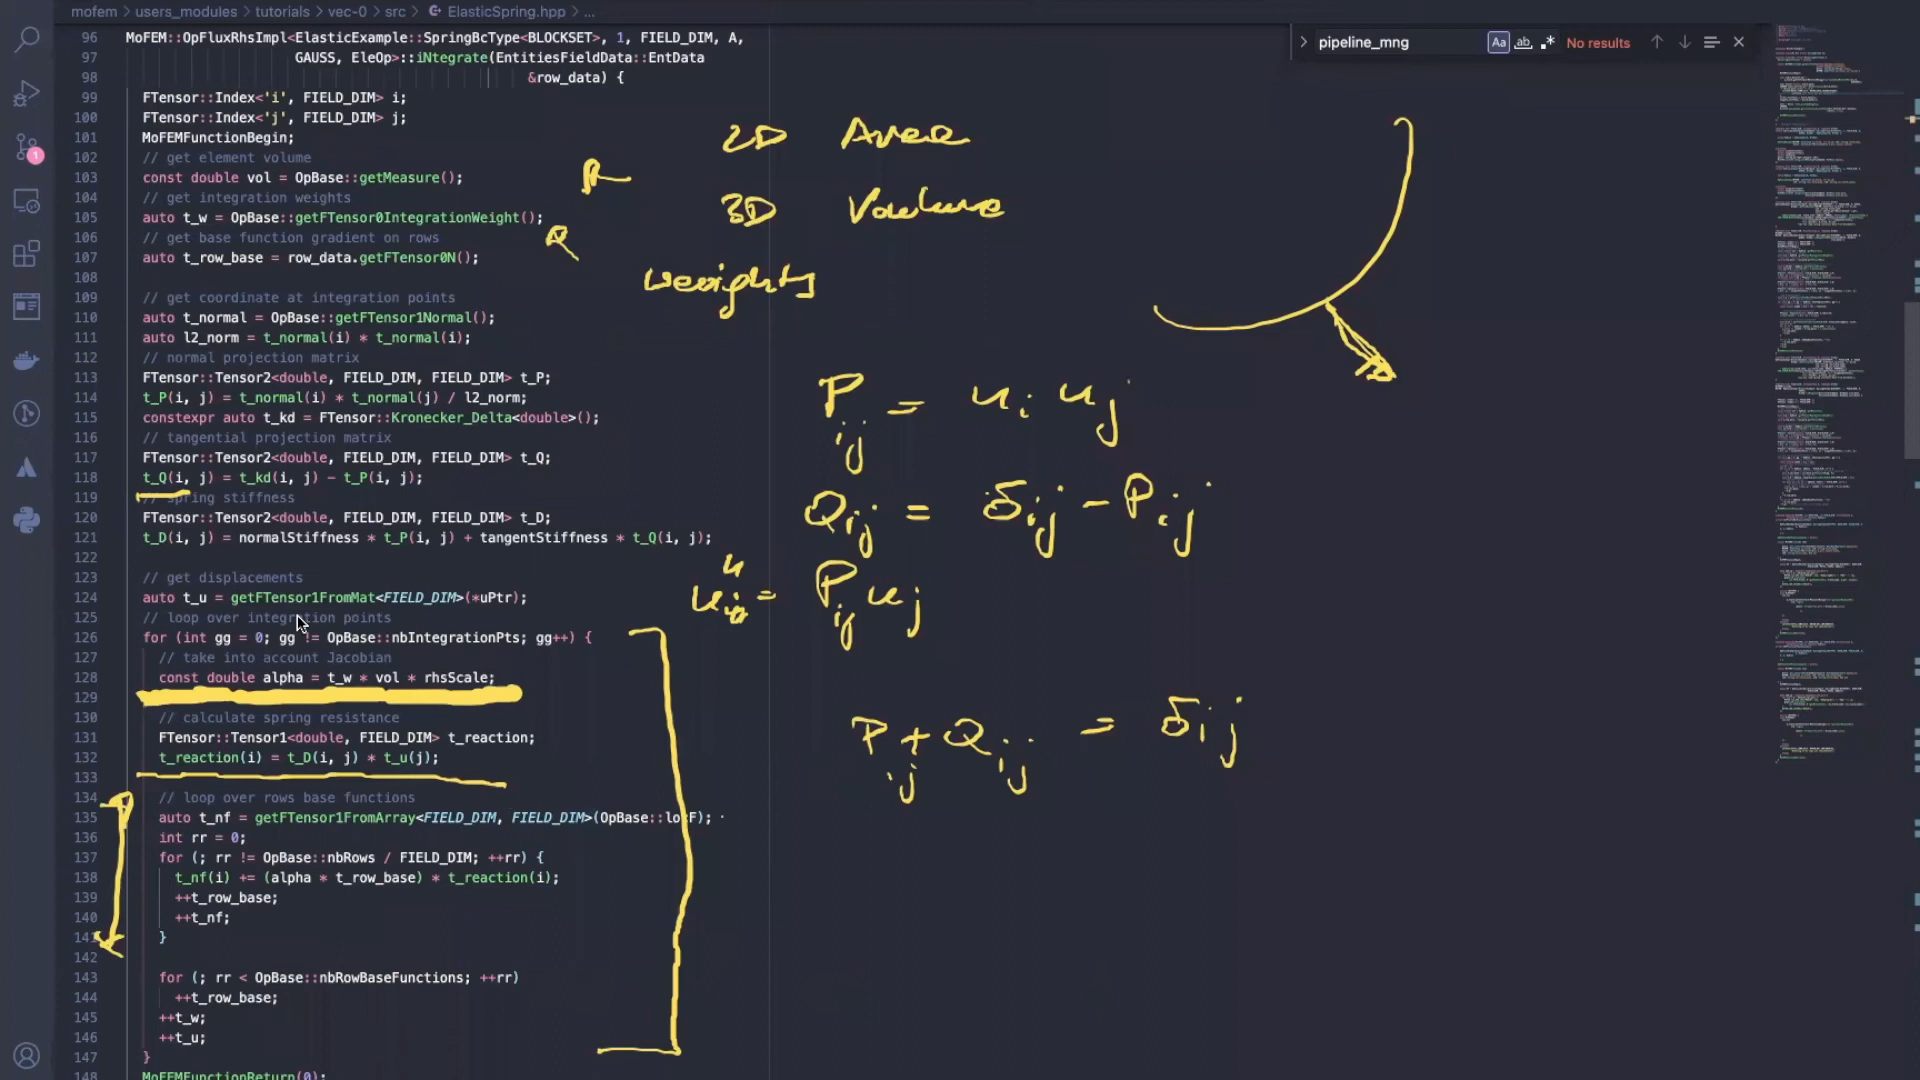 mofem > users_modules > tutorials > vec-0 > src > ElasticSpring.hpp > ...
pipeline_mng
Aa
ab
.*
No results
1
96 MoFEM::OpFluxRhsImpl<ElasticExample::SpringBcType<BLOCKSET>, 1, FIELD_DIM, A,
97 GAUSS, EleOp>::iNtegrate(EntitiesFieldData::EntData
98 &row_data) {
99 FTensor::Index<'i', FIELD_DIM> i;
100 FTensor::Index<'j', FIELD_DIM> j;
101 MoFEMFunctionBegin;
102 // get element volume
103 const double vol = OpBase::getMeasure();
104 // get integration weights
105 auto t_w = OpBase::getFTensor0IntegrationWeight();
106 // get base function gradient on rows
107 auto t_row_base = row_data.getFTensor0N();
108
109 // get coordinate at integration points
110 auto t_normal = OpBase::getFTensor1Normal();
111 auto l2_norm = t_normal(i) * t_normal(i);
112 // normal projection matrix
113 FTensor::Tensor2<double, FIELD_DIM, FIELD_DIM> t_P;
114 t_P(i, j) = t_normal(i) * t_normal(j) / l2_norm;
115 constexpr auto t_kd = FTensor::Kronecker_Delta<double>();
116 // tangential projection matrix
117 FTensor::Tensor2<double, FIELD_DIM, FIELD_DIM> t_Q;
118 t_Q(i, j) = t_kd(i, j) - t_P(i, j);
119 // spring stiffness
120 FTensor::Tensor2<double, FIELD_DIM, FIELD_DIM> t_D;
121 t_D(i, j) = normalStiffness * t_P(i, j) + tangentStiffness * t_Q(i, j);
122
123 // get displacements
124 auto t_u = getFTensor1FromMat<FIELD_DIM>(*uPtr);
125 // loop over integration points
126 for (int gg = 0; gg != OpBase::nbIntegrationPts; gg++) {
127 // take into account Jacobian
128 const double alpha = t_w * vol * rhsScale;
129
130 // calculate spring resistance
131 FTensor::Tensor1<double, FIELD_DIM> t_reaction;
132 t_reaction(i) = t_D(i, j) * t_u(j);
133
134 // loop over rows base functions
135 auto t_nf = getFTensor1FromArray<FIELD_DIM, FIELD_DIM>(OpBase::locF);
136 int rr = 0;
137 for (; rr != OpBase::nbRows / FIELD_DIM; ++rr) {
138 t_nf(i) += (alpha * t_row_base) * t_reaction(i);
139 ++t_row_base;
140 ++t_nf;
141 }
142
143 for (; rr < OpBase::nbRowBaseFunctions; ++rr)
144 ++t_row_base;
145 ++t_w;
146 ++t_u;
147 }
148 MoFEMFunctionReturn(0);
2D Area
3D Volume
weights
P ij = n i n j
Q ij = δ ij - P ij
P ij u j
P ij + Q ij = δ ij